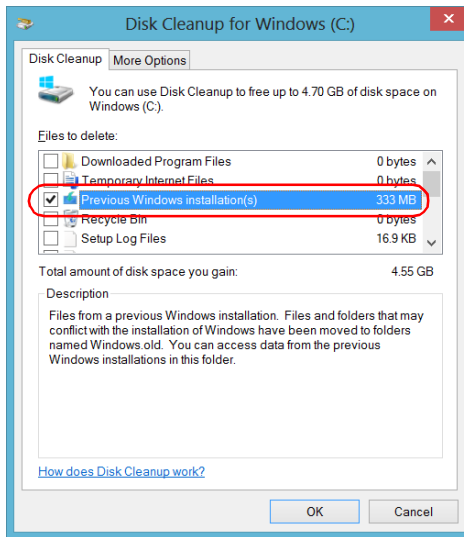 Disk Cleanup for Windows (C:)
Disk Cleanup
More Options
You can use Disk Cleanup to free up to 4.70 GB of disk space on
Windows (C:).
Files to delete:
Downloaded Program Files 0 bytes
Temporary Internet Files 0 bytes
Previous Windows installation(s) 333 MB
Recycle Bin 0 bytes
Setup Log Files 16.9 KB
Total amount of disk space you gain: 4.55 GB
Description
Files from a previous Windows installation. Files and folders that may
conflict with the installation of Windows have been moved to folders
named Windows.old. You can access data from the previous
Windows installations in this folder.
How does Disk Cleanup work?
OK
Cancel